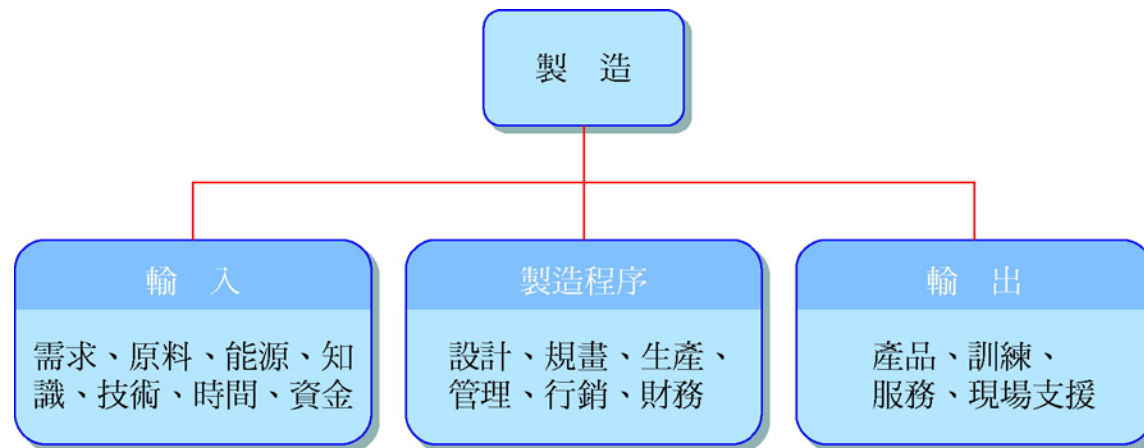 製　造
輸　入
需求、原料、能源、知
識、技術、時間、資金
製造程序
設計、規畫、生產、
管理、行銷、財務
輸　出
產品、訓練、
服務、現場支援